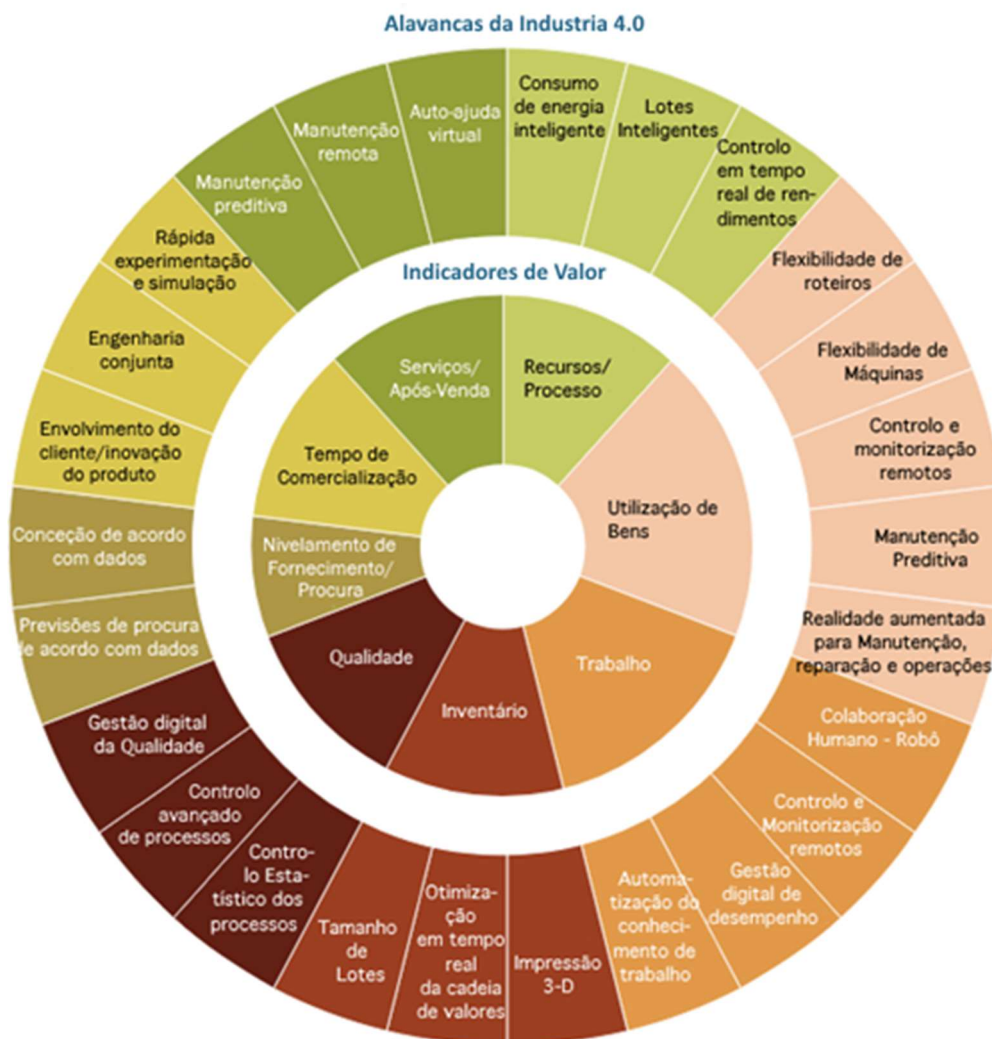 Alavancas da Industria 4.0
Consumo
de energia
inteligente
Lotes
Inteligentes
Controlo
em tempo
real de ren-
dimentos
Flexibilidade de
roteiros
Flexibilidade de
Máquinas
Controlo e
monitorização
remotos
Manutenção
Preditiva
Realidade aumentada
para Manutenção,
reparação e operações
Colaboração
Humano - Robô
Controlo e
Monitorização
remotos
Gestão
digital de
desempenho
Automa-
tização do
conheci-
mento de
trabalho
Impressão
3-D
Otimiza-
ção
em tempo
real
da cadeia
de valores
Tamanho
de
Lotes
Contro-
lo Esta-
tístico dos
processos
Controlo
avançado
de processos
Gestão digital
da Qualidade
Previsões de procura
de acordo com dados
Conceção de acordo
com dados
Envolvimento do
cliente/inovação
do produto
Engenharia
conjunta
Rápida
experimentação
e simulação
Manutenção
preditiva
Manutenção
remota
Auto-ajuda
virtual
Indicadores de Valor
Recursos/
Processo
Utilização de
Bens
Trabalho
Inventário
Qualidade
Nivelamento de
Fornecimento/
Procura
Tempo de
Comercialização
Serviços/
Após-Venda